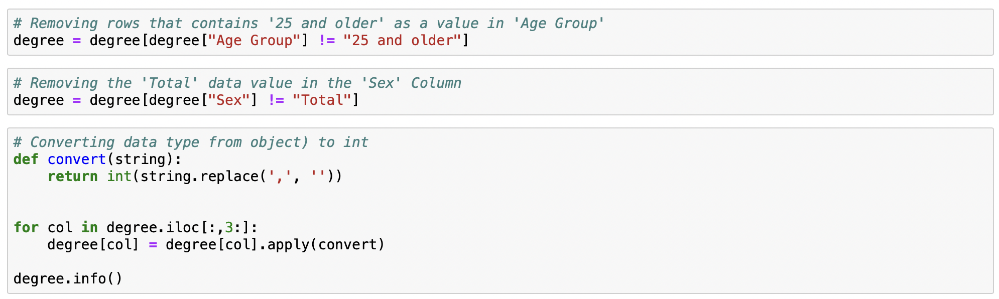 # Removing rows that contains '25 and older' as a value in 'Age Group'
degree = degree[degree["Age Group"] != "25 and older"]
# Removing the 'Total' data value in the 'Sex' Column
degree = degree[degree["Sex"] != "Total"]
# Converting data type from object) to int
def convert(string):
    return int(string.replace(',', ''))
for col in degree.iloc[:,3:]:
    degree[col] = degree[col].apply(convert)
degree.info()